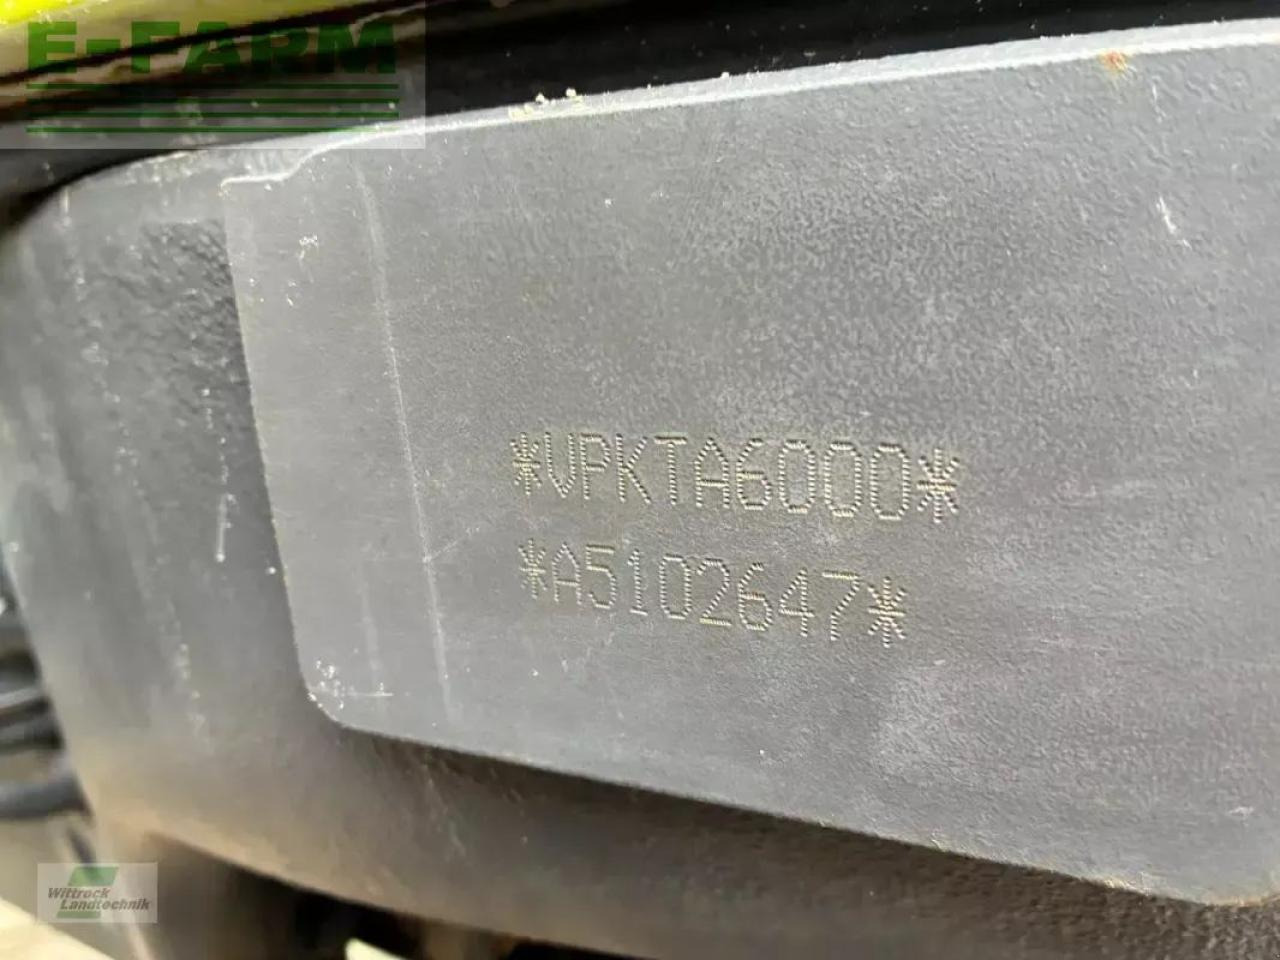 E-FARM
*VPKTA6000*
*A5102647*
Wittrock
Landtechnik